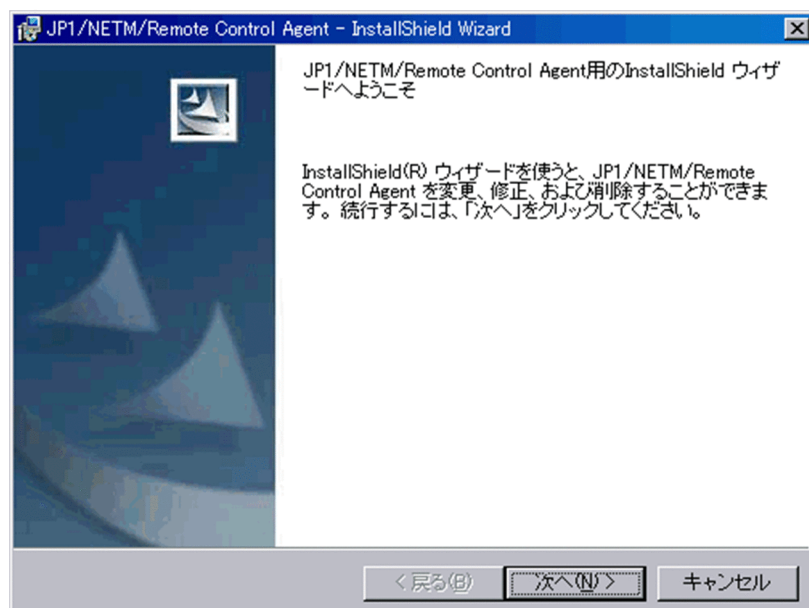 JP1/NETM/Remote Control Agent - InstallShield Wizard
JP1/NETM/Remote Control Agent用のInstallShield ウィザ
ードへようこそ
InstallShield(R) ウィザードを使うと、JP1/NETM/Remote
Control Agent を変更、修正、および削除することができま
す。続行するには、「次へ」をクリックしてください。
< 戻る(B)
次へ(N) >
キャンセル